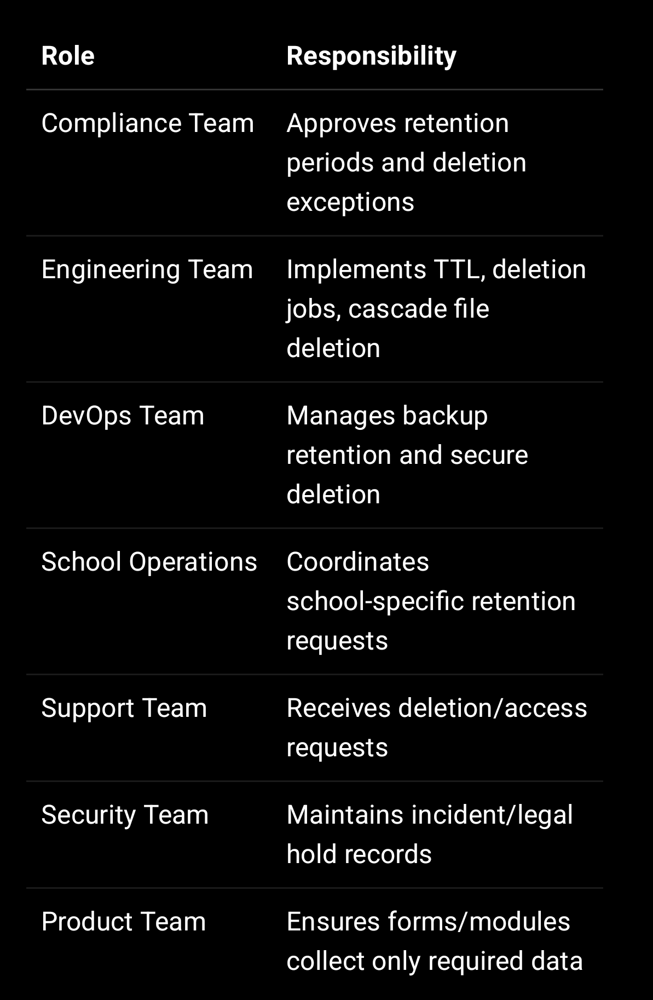 Role Responsibility
Compliance Team Approves retention
periods and deletion
exceptions
Engineering Team Implements TTL, deletion
jobs, cascade file
deletion
DevOps Team Manages backup
retention and secure
deletion
School Operations Coordinates
school-specific retention
requests
Support Team Receives deletion/access
requests
Security Team Maintains incident/legal
hold records
Product Team Ensures forms/modules
collect only required data